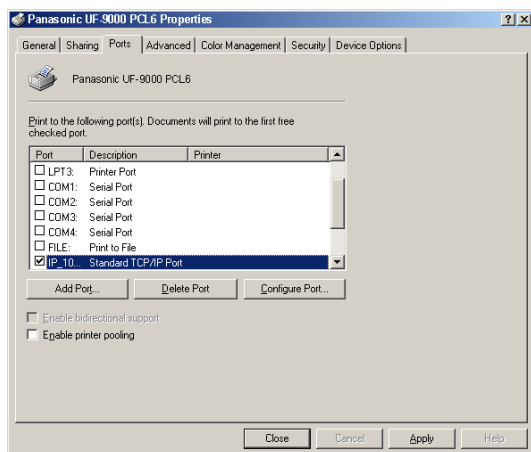 Panasonic UF-9000 PCL6 Properties
General Sharing Ports Advanced Color Management Security Device Options
Panasonic UF-9000 PCL6
Print to the following port(s). Documents will print to the first free
checked port.
Port Description Printer
LPT3: Printer Port
COM1: Serial Port
COM2: Serial Port
COM3: Serial Port
COM4: Serial Port
FILE: Print to File
IP_10... Standard TCP/IP Port
Add Port... Delete Port Configure Port...
Enable bidirectional support
Enable printer pooling
Close Cancel Apply Help